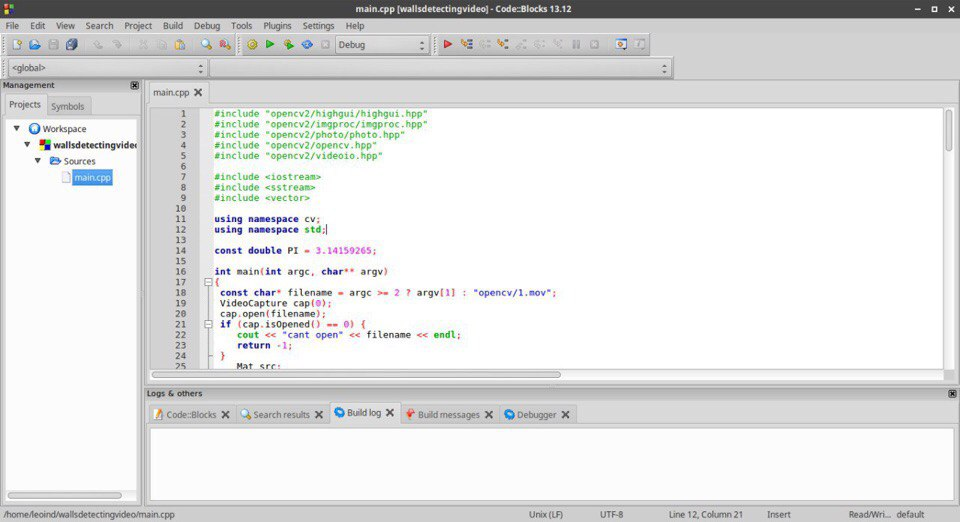 main.cpp [wallsdetectingvideo] - Code::Blocks 13.12
File Edit View Search Project Build Debug Tools Plugins Settings Help
Debug
<global>
Management
Projects Symbols
Workspace
wallsdetectingvideo
Sources
main.cpp
main.cpp
1 #include "opencv2/highgui/highgui.hpp"
2 #include "opencv2/imgproc/imgproc.hpp"
3 #include "opencv2/photo/photo.hpp"
4 #include "opencv2/opencv.hpp"
5 #include "opencv2/videoio.hpp"
6
7 #include <iostream>
8 #include <sstream>
9 #include <vector>
10
11 using namespace cv;
12 using namespace std;
13
14 const double PI = 3.14159265;
15
16 int main(int argc, char** argv)
17 {
18 const char* filename = argc >= 2 ? argv[1] : "opencv/1.mov";
19 VideoCapture cap(0);
20 cap.open(filename);
21 if (cap.isOpened() == 0) {
22 cout << "cant open" << filename << endl;
23 return -1;
24 }
25 Mat src;
Logs & others
Code::Blocks Search results Build log Build messages Debugger
/home/leoind/wallsdetectingvideo/main.cpp Unix (LF) UTF-8 Line 12, Column 21 Insert Read/Wri... default